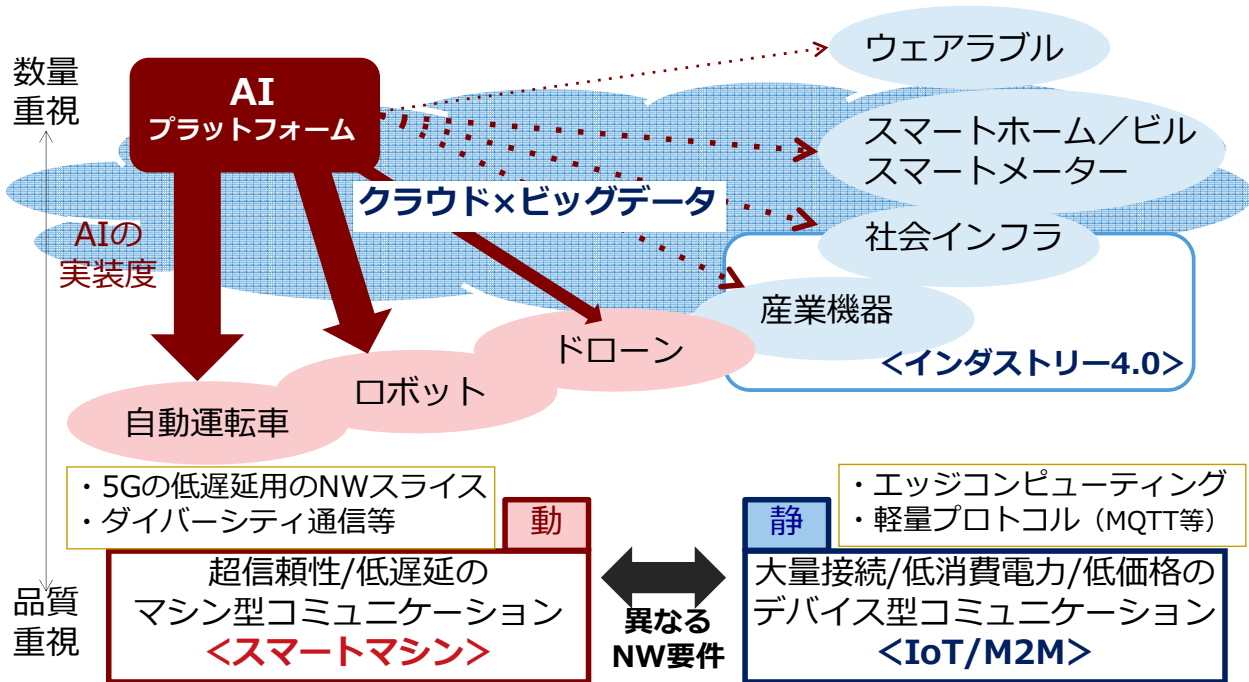 数量
重視
AI
プラットフォーム
ウェアラブル
スマートホーム／ビル
スマートメーター
クラウド×ビッグデータ
社会インフラ
AIの
実装度
産業機器
<インダストリー4.0>
ドローン
ロボット
自動運転車
・5Gの低遅延用のNWスライス
・ダイバーシティ通信等
動
静
・エッジコンピューティング
・軽量プロトコル（MQTT等）
品質
重視
超信頼性/低遅延の
マシン型コミュニケーション
<スマートマシン>
異なる
NW要件
大量接続/低消費電力/低価格の
デバイス型コミュニケーション
<IoT/M2M>